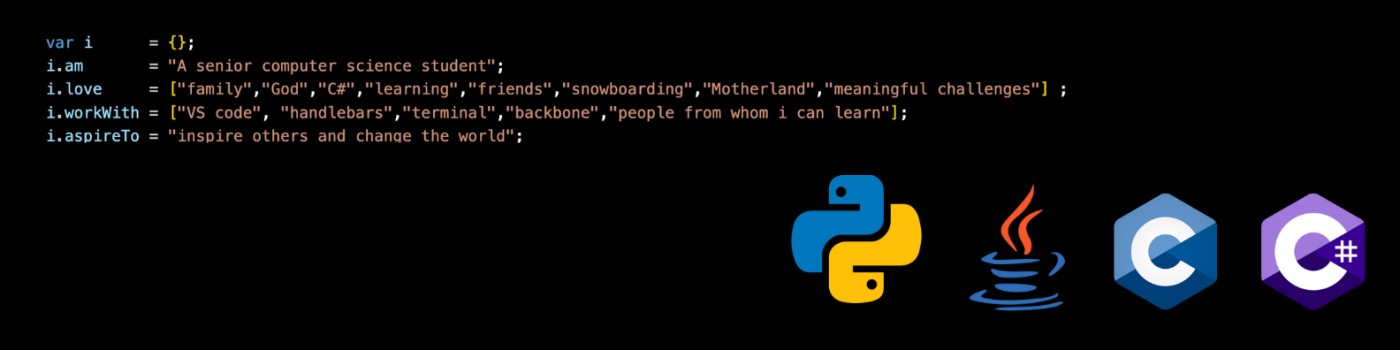 var i      = {};
i.am       = "A senior computer science student";
i.love     = ["family","God","C#","learning","friends","snowboarding","Motherland","meaningful challenges"] ;
i.workWith = ["VS code", "handlebars","terminal","backbone","people from whom i can learn"];
i.aspireTo = "inspire others and change the world";
C C#